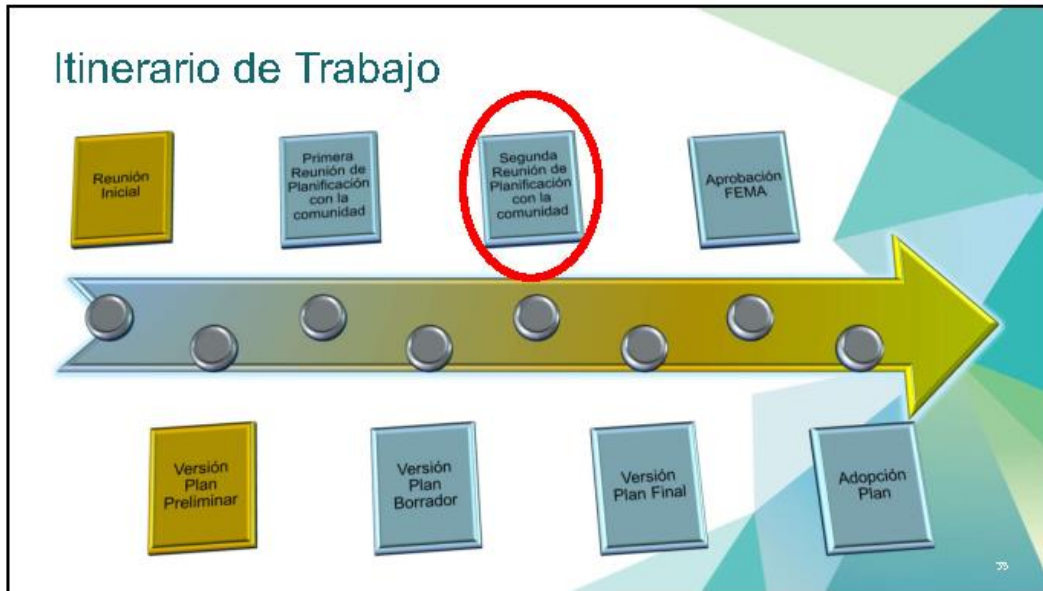 Itinerario de Trabajo
Reunión
Inicial
Primera
Reunión de
Planificación
con la
comunidad
Segunda
Reunión de
Planificación
con la
comunidad
Aprobación
FEMA
Versión
Plan
Preliminar
Versión
Plan
Borrador
Versión
Plan Final
Adopción
Plan